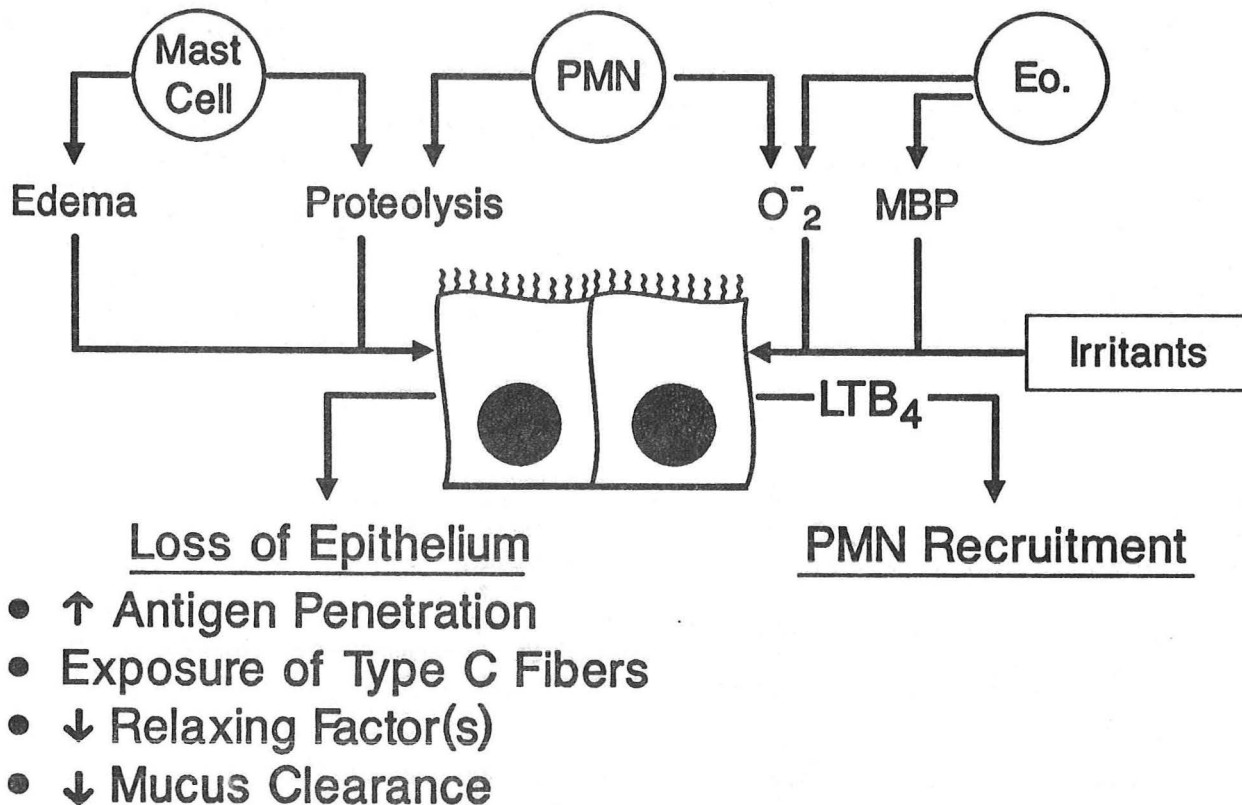 Mast
Cell
PMN
Eo.
Edema
Proteolysis
O⁻₂
MBP
Irritants
LTB₄
Loss of Epithelium
PMN Recruitment
• ↑ Antigen Penetration
• Exposure of Type C Fibers
• ↓ Relaxing Factor(s)
• ↓ Mucus Clearance